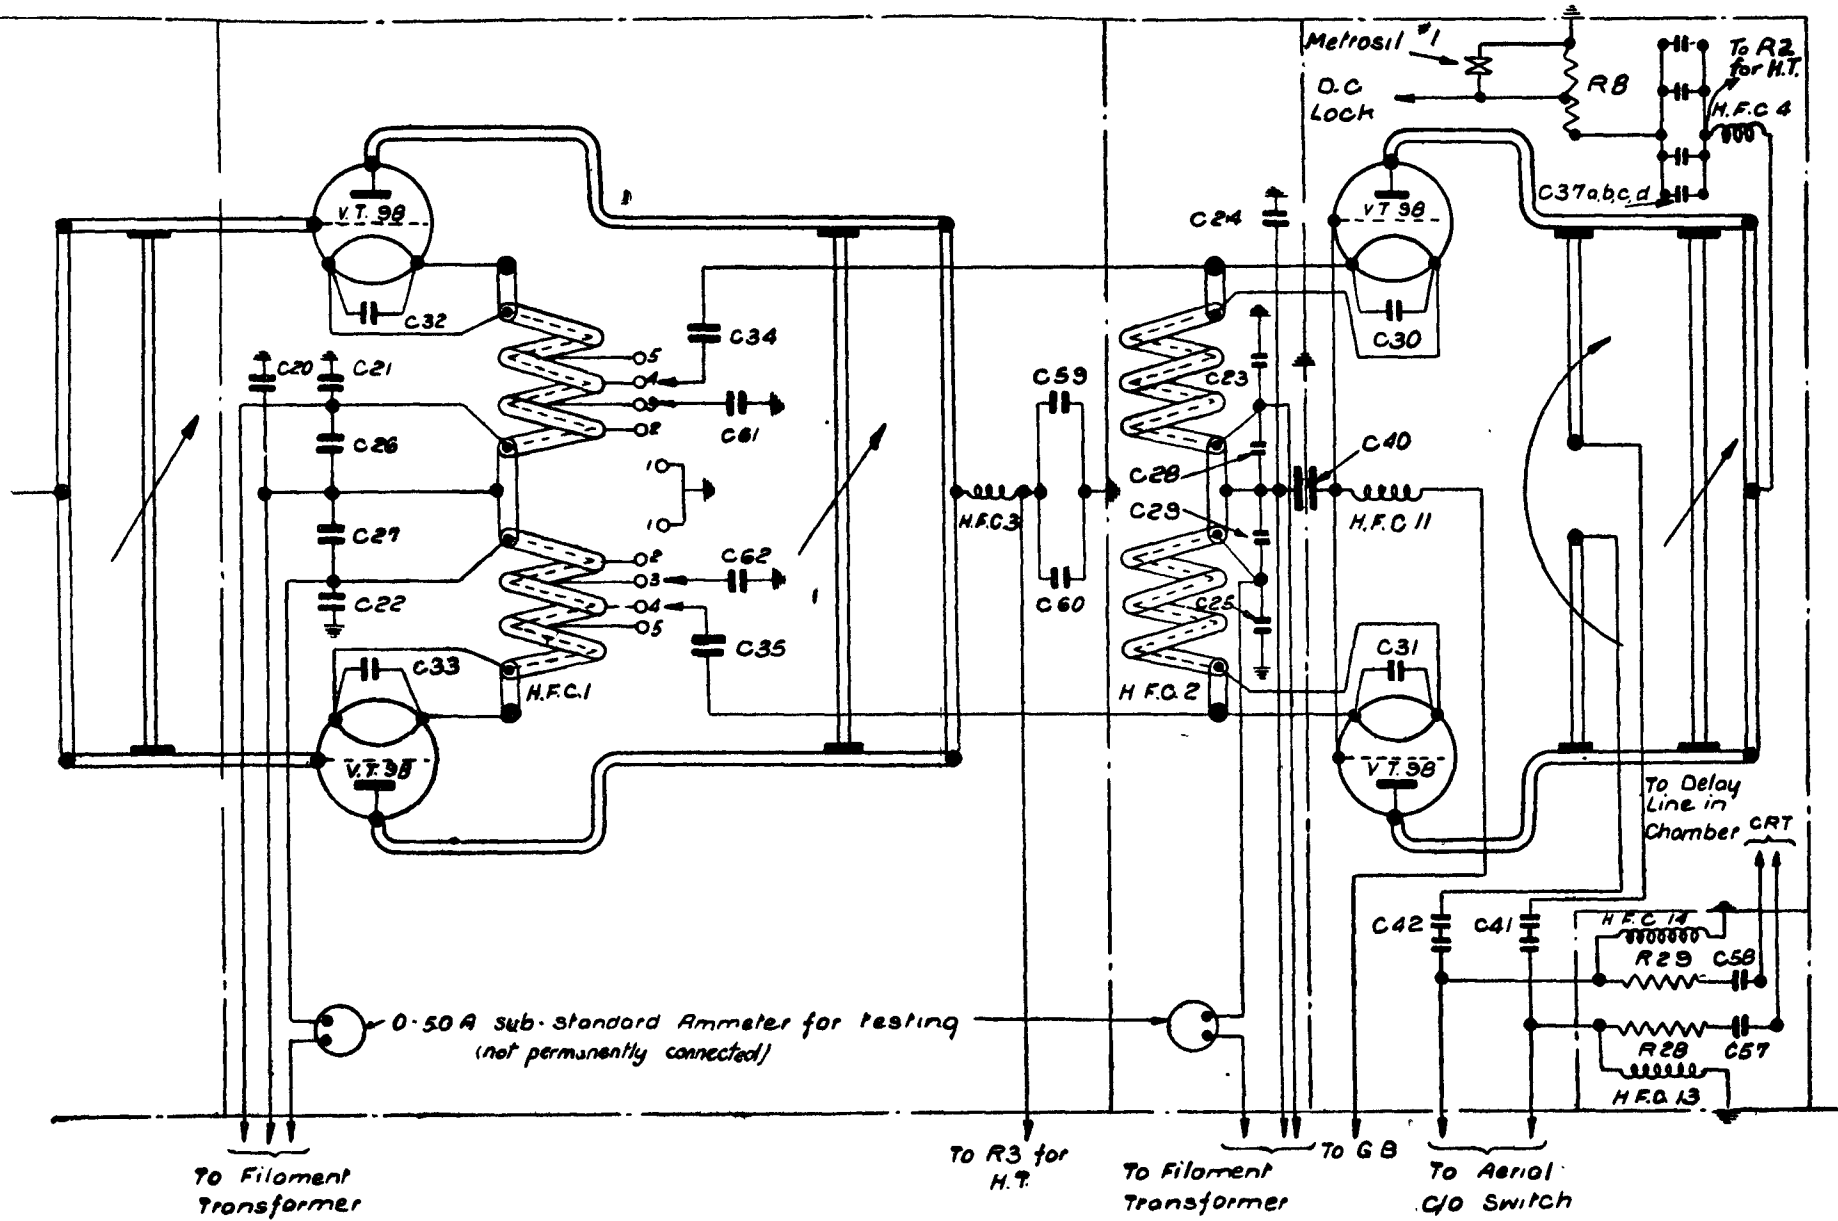 Metrosil #1
D.C
Lock
R8
To R2
for H.T.
H.F.C 4
C37a,b,c,d
V.T. 98
C32
C20
C21
C26
C27
C22
C33
V.T. 98
H.F.C.1
5
4
3
2
1
1
2
3
4
5
C34
C61
C62
C35
H.F.C3
C59
C60
C24
VT 98
C30
C23
C28
C29
C25
C40
H.F.C 11
H F.C. 2
C31
V T. 98
To Delay
Line in
Chamber
CRT
C42
C41
H F.C 14
R29
C58
R28
C57
H F.C. 13
0-50A sub-standard Ammeter for testing
(not permanently connected)
To Filament
Transformer
To R3 for
H.T.
To Filament
Transformer
To G B
To Aerial
C/O Switch